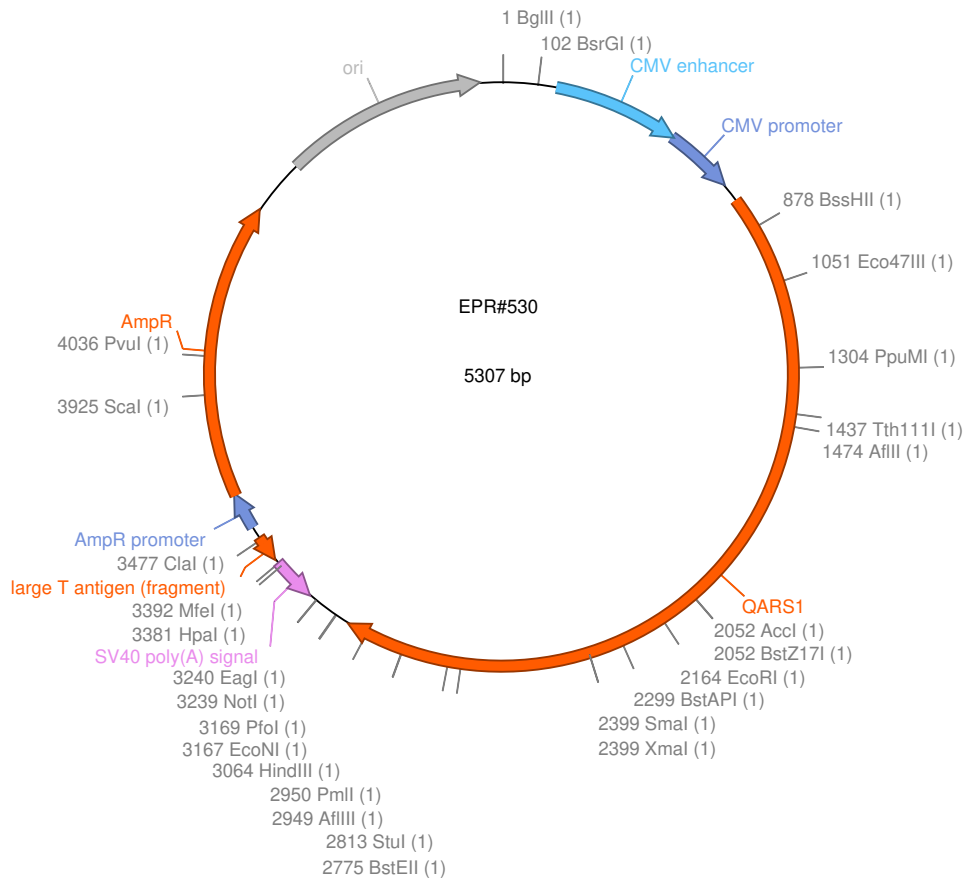 1 BglII (1)
102 BsrGI (1)
CMV enhancer
ori
CMV promoter
878 BssHII (1)
1051 Eco47III (1)
EPR#530
5307 bp
AmpR
4036 PvuI (1)
1304 PpuMI (1)
3925 ScaI (1)
1437 Tth111I (1)
1474 AflII (1)
AmpR promoter
3477 ClaI (1)
large T antigen (fragment)
3392 MfeI (1)
3381 HpaI (1)
SV40 poly(A) signal
3240 EagI (1)
3239 NotI (1)
3169 PfoI (1)
3167 EcoNI (1)
3064 HindIII (1)
2950 PmlI (1)
2949 AflIII (1)
2813 StuI (1)
2775 BstEII (1)
QARS1
2052 AccI (1)
2052 BstZ17I (1)
2164 EcoRI (1)
2299 BstAPI (1)
2399 SmaI (1)
2399 XmaI (1)